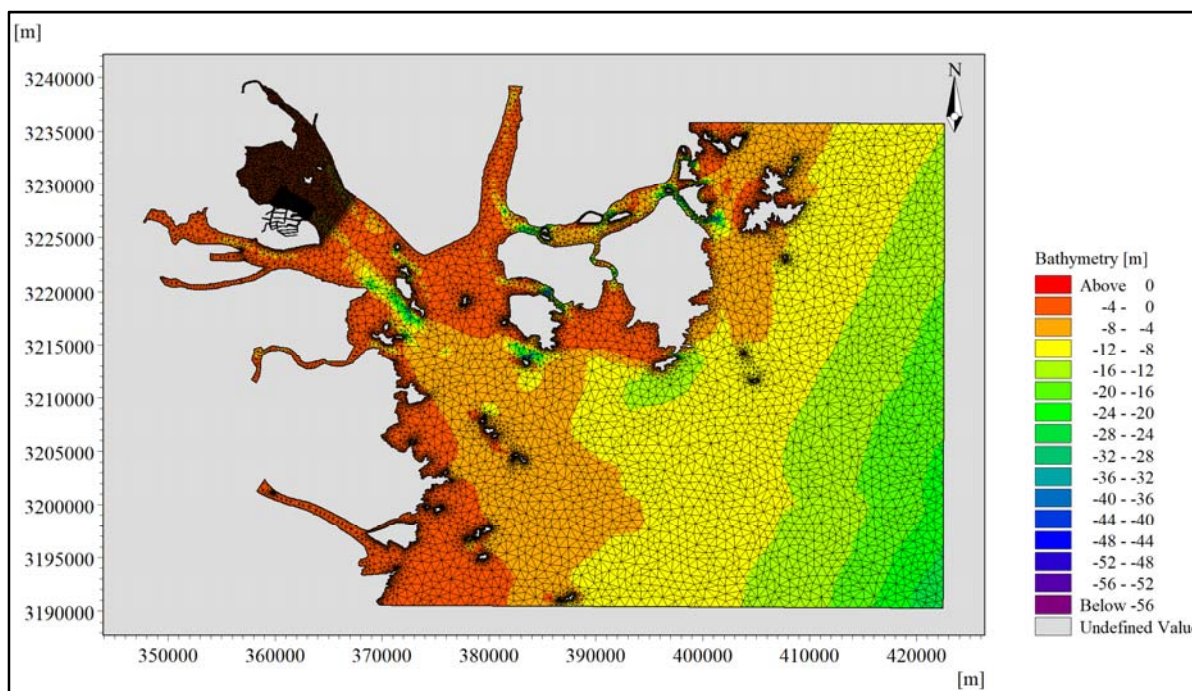 [m]
3240000
3235000
3230000
3225000
3220000
3215000
3210000
3205000
3200000
3195000
3190000
N
Bathymetry [m]
Above 0
-4 - 0
-8 - -4
-12 - -8
-16 - -12
-20 - -16
-24 - -20
-28 - -24
-32 - -28
-36 - -32
-40 - -36
-44 - -40
-48 - -44
-52 - -48
-56 - -52
Below -56
Undefined Value
350000 360000 370000 380000 390000 400000 410000 420000
[m]